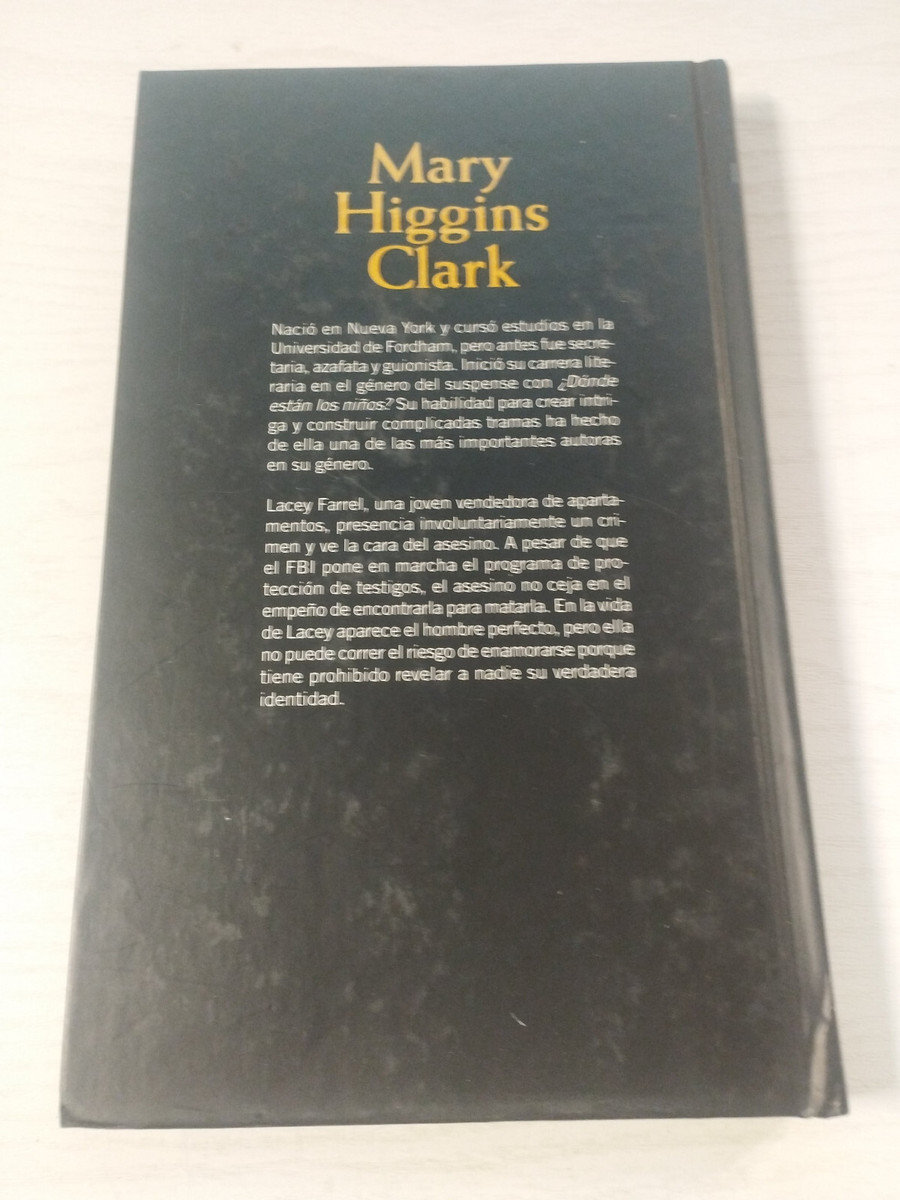 Mary
Higgins
Clark
Nació en Nueva York y cursó estudios en la
Universidad de Fordham, pero antes fue secre-
taria, azafata y guionista. Inició su carrera lite-
raria en el género del suspense con ¿Dónde
están los niños? Su habilidad para crear intri-
ga y construir complicadas tramas ha hecho
de ella una de las más importantes autoras
en su género.
Lacey Farrel, una joven vendedora de aparta-
mentos, presencia involuntariamente un cri-
men y ve la cara del asesino. A pesar de que
el FBI pone en marcha el programa de pro-
tección de testigos, el asesino no ceja en el
empeño de encontrarla para matarla. En la vida
de Lacey aparece el hombre perfecto, pero ella
no puede correr el riesgo de enamorarse porque
tiene prohibido revelar a nadie su verdadera
identidad.